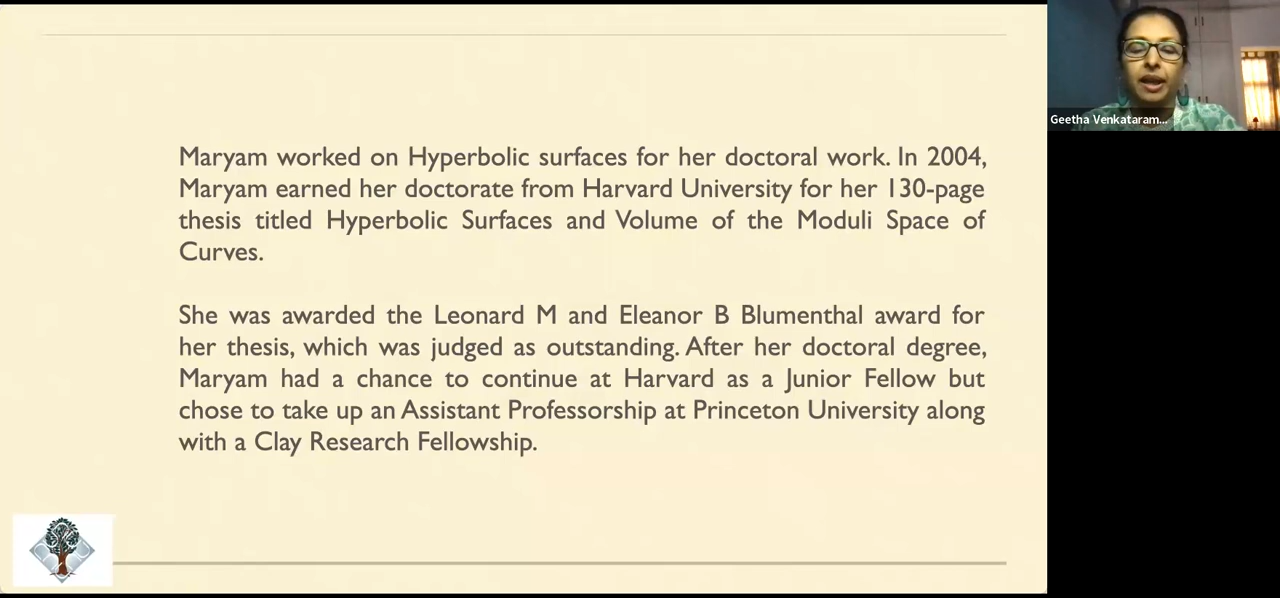 Maryam worked on Hyperbolic surfaces for her doctoral work. In 2004,
Maryam earned her doctorate from Harvard University for her 130-page
thesis titled Hyperbolic Surfaces and Volume of the Moduli Space of
Curves.
She was awarded the Leonard M and Eleanor B Blumenthal award for
her thesis, which was judged as outstanding. After her doctoral degree,
Maryam had a chance to continue at Harvard as a Junior Fellow but
chose to take up an Assistant Professorship at Princeton University along
with a Clay Research Fellowship.
Geetha Venkataram...